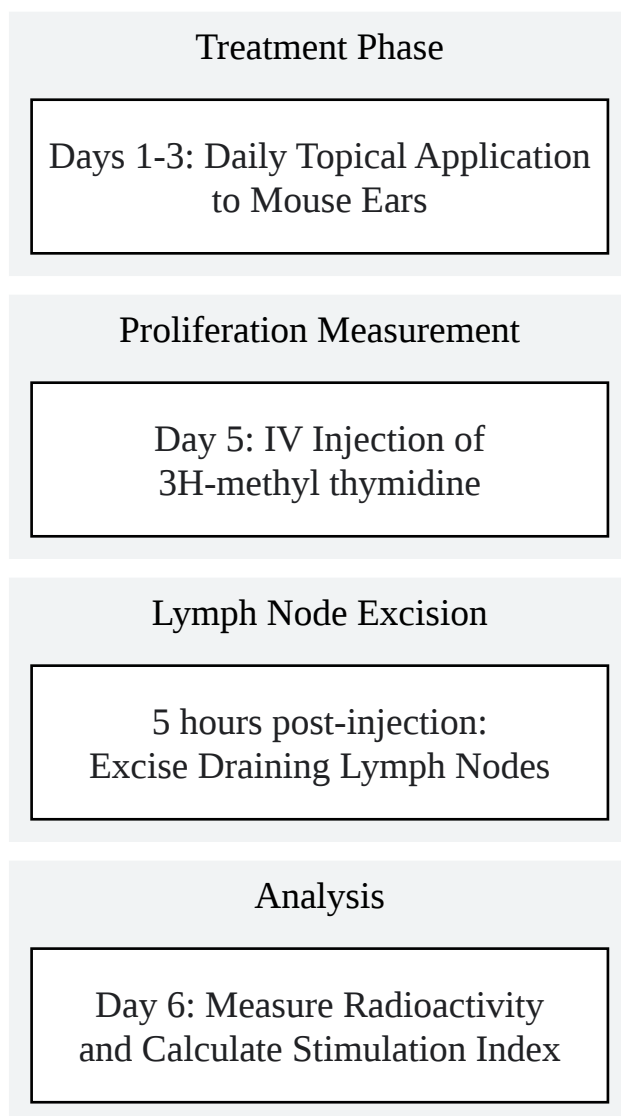 Treatment Phase
Days 1-3: Daily Topical Application
to Mouse Ears
Proliferation Measurement
Day 5: IV Injection of
3H-methyl thymidine
Lymph Node Excision
5 hours post-injection:
Excise Draining Lymph Nodes
Analysis
Day 6: Measure Radioactivity
and Calculate Stimulation Index